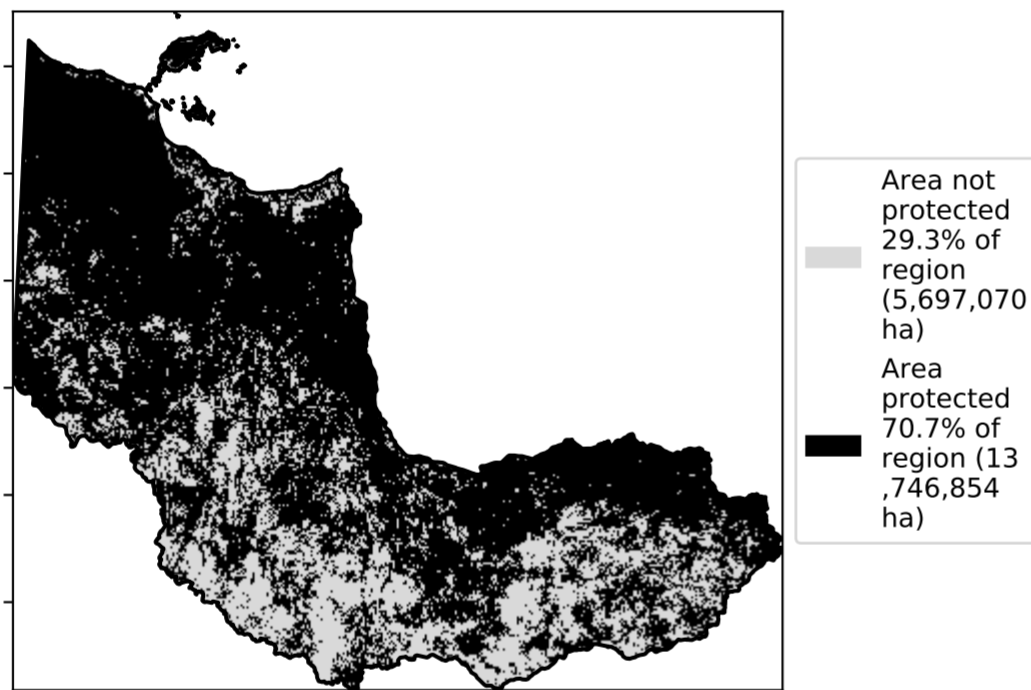 Area not
protected
29.3% of
region
(5,697,070
ha)
Area
protected
70.7% of
region (13
,746,854
ha)